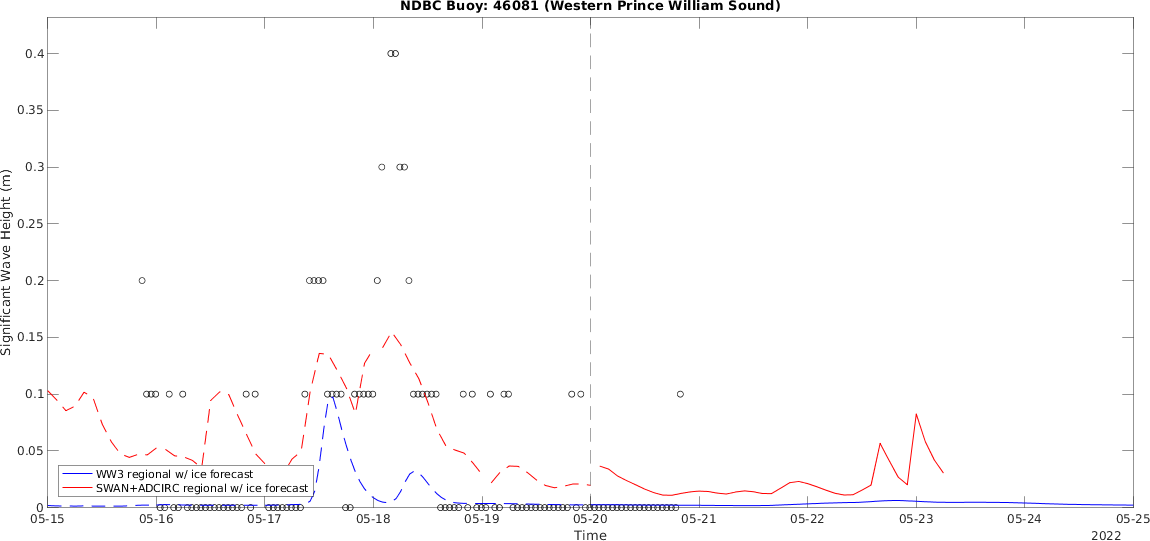 NDBC Buoy: 46081 (Western Prince William Sound)
Significant Wave Height (m)
0.4
0.35
0.3
0.25
0.2
0.15
0.1
0.05
0
WW3 regional w/ ice forecast
SWAN+ADCIRC regional w/ ice forecast
05-15 05-16 05-17 05-18 05-19 05-20 05-21 05-22 05-23 05-24 05-25
Time
2022